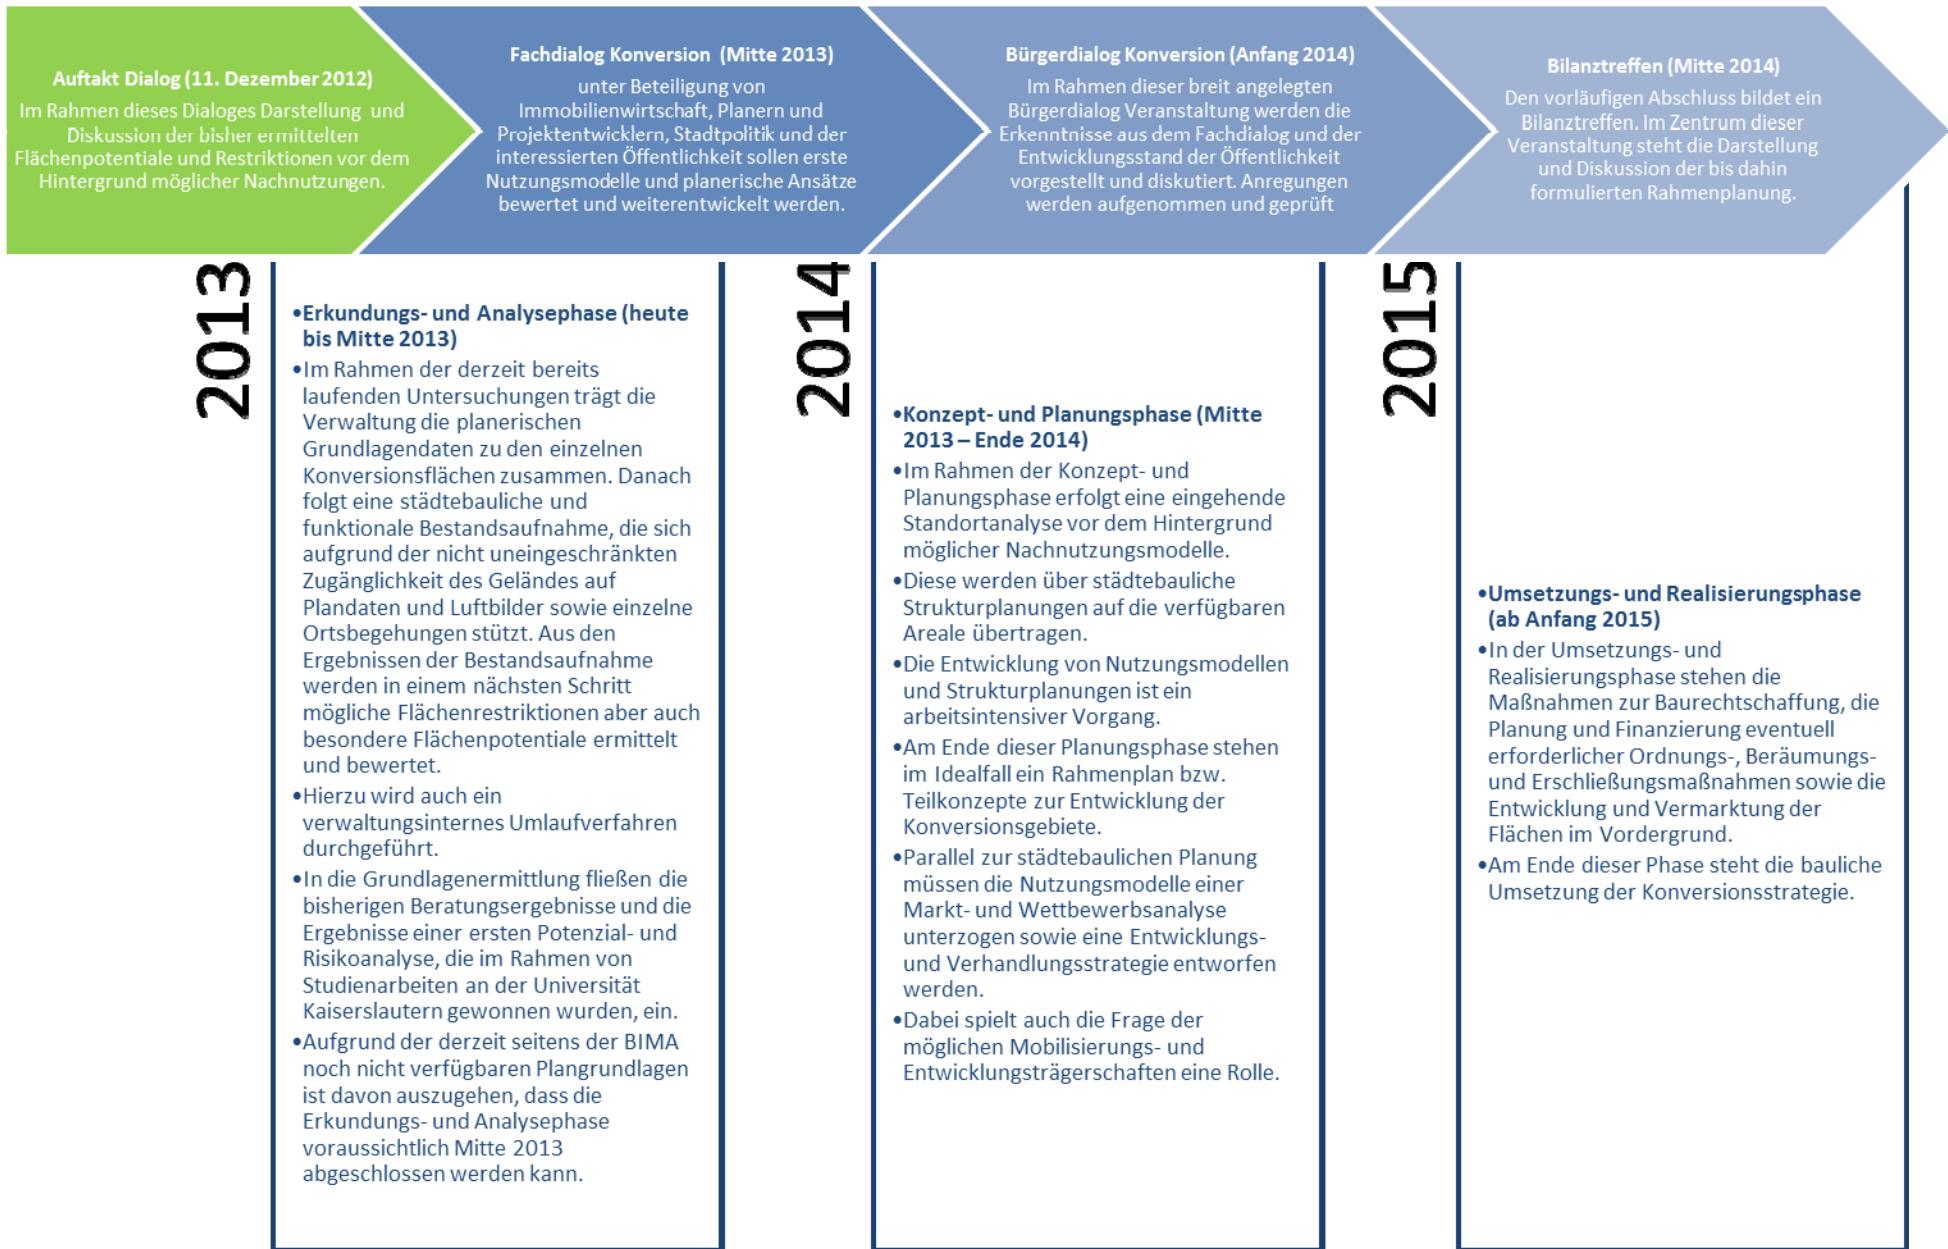 Auftakt Dialog (11. Dezember 2012)
Im Rahmen dieses Dialoges Darstellung und
Diskussion der bisher ermittelten
Flächenpotentiale und Restriktionen vor dem
Hintergrund möglicher Nachnutzungen.
Fachdialog Konversion (Mitte 2013)
unter Beteiligung von
Immobilienwirtschaft, Planern und
Projektentwicklern, Stadtpolitik und der
interessierten Öffentlichkeit sollen erste
Nutzungsmodelle und planerische Ansätze
bewertet und weiterentwickelt werden.
Bürgerdialog Konversion (Anfang 2014)
Im Rahmen dieser breit angelegten
Bürgerdialog Veranstaltung werden die
Erkenntnisse aus dem Fachdialog und der
Entwicklungsstand der Öffentlichkeit
vorgestellt und diskutiert. Anregungen
werden aufgenommen und geprüft
Bilanztreffen (Mitte 2014)
Den vorläufigen Abschluss bildet ein
Bilanztreffen. Im Zentrum dieser
Veranstaltung steht die Darstellung
und Diskussion der bis dahin
formulierten Rahmenplanung.
2013
•Erkundungs- und Analysephase (heute
bis Mitte 2013)
•Im Rahmen der derzeit bereits
laufenden Untersuchungen trägt die
Verwaltung die planerischen
Grundlagendaten zu den einzelnen
Konversionsflächen zusammen. Danach
folgt eine städtebauliche und
funktionale Bestandsaufnahme, die sich
aufgrund der nicht uneingeschränkten
Zugänglichkeit des Geländes auf
Plandaten und Luftbilder sowie einzelne
Ortsbegehungen stützt. Aus den
Ergebnissen der Bestandsaufnahme
werden in einem nächsten Schritt
mögliche Flächenrestriktionen aber auch
besondere Flächenpotentiale ermittelt
und bewertet.
•Hierzu wird auch ein
verwaltungsinternes Umlaufverfahren
durchgeführt.
•In die Grundlagenermittlung fließen die
bisherigen Beratungsergebnisse und die
Ergebnisse einer ersten Potenzial- und
Risikoanalyse, die im Rahmen von
Studienarbeiten an der Universität
Kaiserslautern gewonnen wurden, ein.
•Aufgrund der derzeit seitens der BIMA
noch nicht verfügbaren Plangrundlagen
ist davon auszugehen, dass die
Erkundungs- und Analysephase
voraussichtlich Mitte 2013
abgeschlossen werden kann.
2014
•Konzept- und Planungsphase (Mitte
2013 – Ende 2014)
•Im Rahmen der Konzept- und
Planungsphase erfolgt eine eingehende
Standortanalyse vor dem Hintergrund
möglicher Nachnutzungsmodelle.
•Diese werden über städtebauliche
Strukturplanungen auf die verfügbaren
Areale übertragen.
•Die Entwicklung von Nutzungsmodellen
und Strukturplanungen ist ein
arbeitsintensiver Vorgang.
•Am Ende dieser Planungsphase stehen
im Idealfall ein Rahmenplan bzw.
Teilkonzepte zur Entwicklung der
Konversionsgebiete.
•Parallel zur städtebaulichen Planung
müssen die Nutzungsmodelle einer
Markt- und Wettbewerbsanalyse
unterzogen sowie eine Entwicklungs-
und Verhandlungsstrategie entworfen
werden.
•Dabei spielt auch die Frage der
möglichen Mobilisierungs- und
Entwicklungsträgerschaften eine Rolle.
2015
•Umsetzungs- und Realisierungsphase
(ab Anfang 2015)
•In der Umsetzungs- und
Realisierungsphase stehen die
Maßnahmen zur Baurechtschaffung, die
Planung und Finanzierung eventuell
erforderlicher Ordnungs-, Beräumungs-
und Erschließungsmaßnahmen sowie die
Entwicklung und Vermarktung der
Flächen im Vordergrund.
•Am Ende dieser Phase steht die bauliche
Umsetzung der Konversionsstrategie.